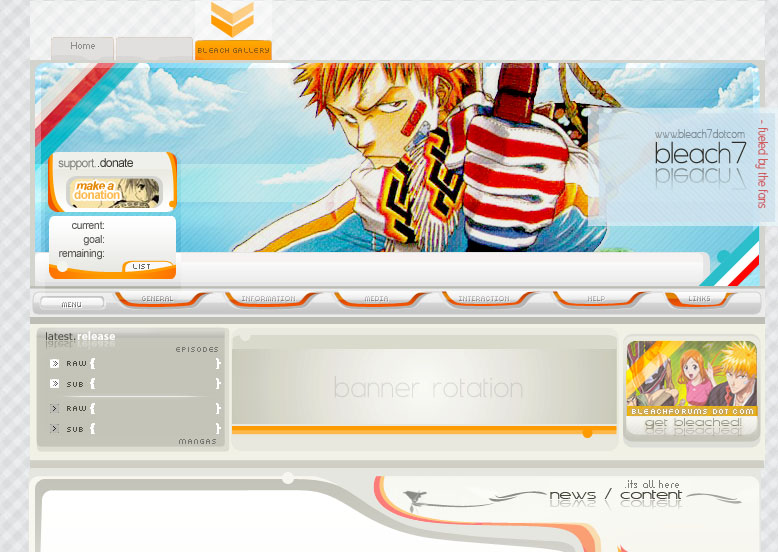 Home
BLEACH GALLERY
www.bleach7dot.com
bleach7
- fueled by the fans
support..donate
make a
donation
current:
goal:
remaining:
LIST
MENU
GENERAL
INFORMATION
MEDIA
INTERACTION
HELP
LINKS
latest.release
EPISODES
RAW { }
SUB { }
RAW { }
SUB { }
MANGAS
banner rotation
BLEACHFORUMS DOT COM
get bleached!
.its all here
news / content